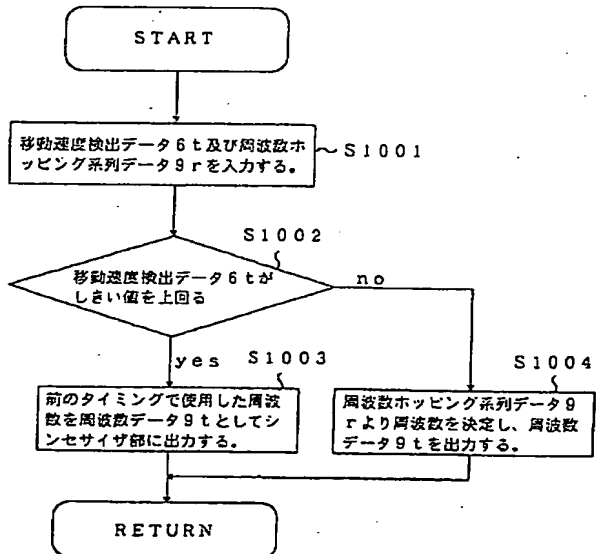 START
移動速度検出データ6t及び周波数ホ
ッピング系列データ9rを入力する。
S1001
S1002
移動速度検出データ6tが
しきい値を上回る
no
yes
S1003
S1004
前のタイミングで使用した周波
数を周波数データ9tとしてシ
ンセサイザ部に出力する。
周波数ホッピング系列データ9
rより周波数を決定し、周波数
データ9tを出力する。
RETURN